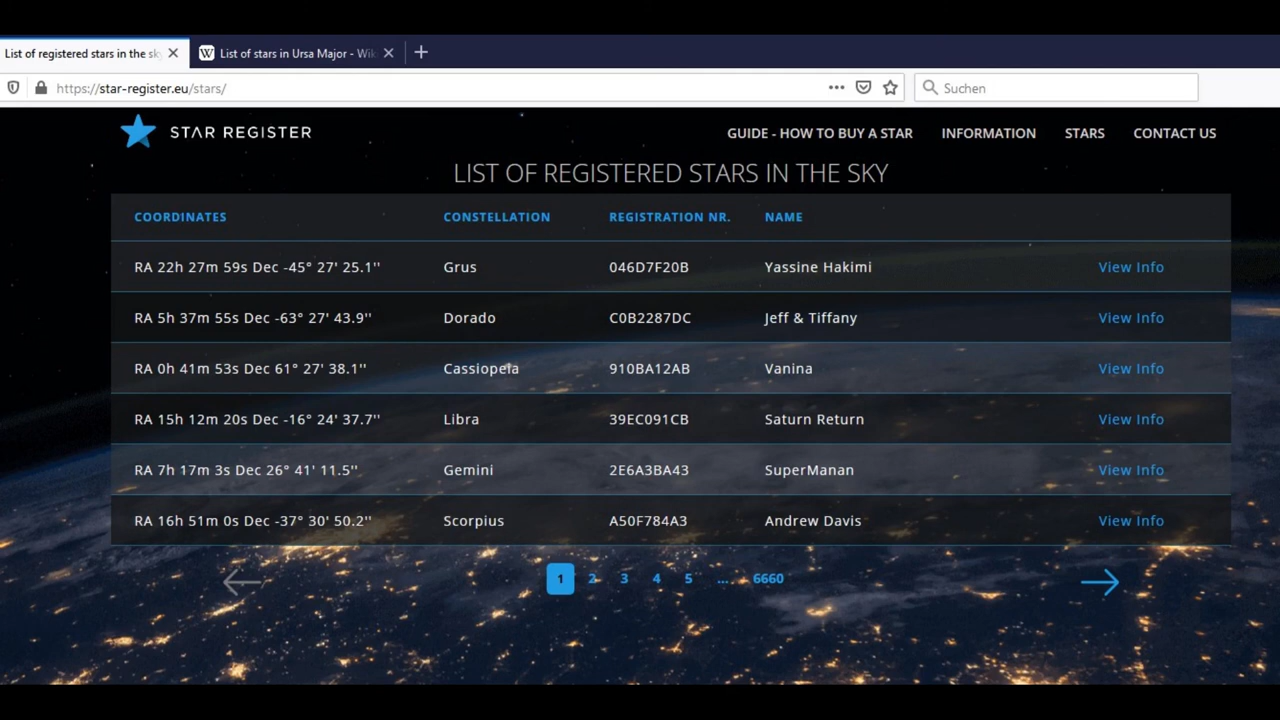 List of registered stars in the sk
List of stars in Ursa Major - Wik
https://star-register.eu/stars/
Suchen
STAR REGISTER
GUIDE - HOW TO BUY A STAR INFORMATION STARS CONTACT US
LIST OF REGISTERED STARS IN THE SKY
COORDINATES CONSTELLATION REGISTRATION NR. NAME
RA 22h 27m 59s Dec -45° 27' 25.1'' Grus 046D7F20B Yassine Hakimi View Info
RA 5h 37m 55s Dec -63° 27' 43.9'' Dorado C0B2287DC Jeff & Tiffany View Info
RA 0h 41m 53s Dec 61° 27' 38.1'' Cassiopeia 910BA12AB Vanina View Info
RA 15h 12m 20s Dec -16° 24' 37.7'' Libra 39EC091CB Saturn Return View Info
RA 7h 17m 3s Dec 26° 41' 11.5'' Gemini 2E6A3BA43 SuperManan View Info
RA 16h 51m 0s Dec -37° 30' 50.2'' Scorpius A50F784A3 Andrew Davis View Info
1 2 3 4 5 ... 6660